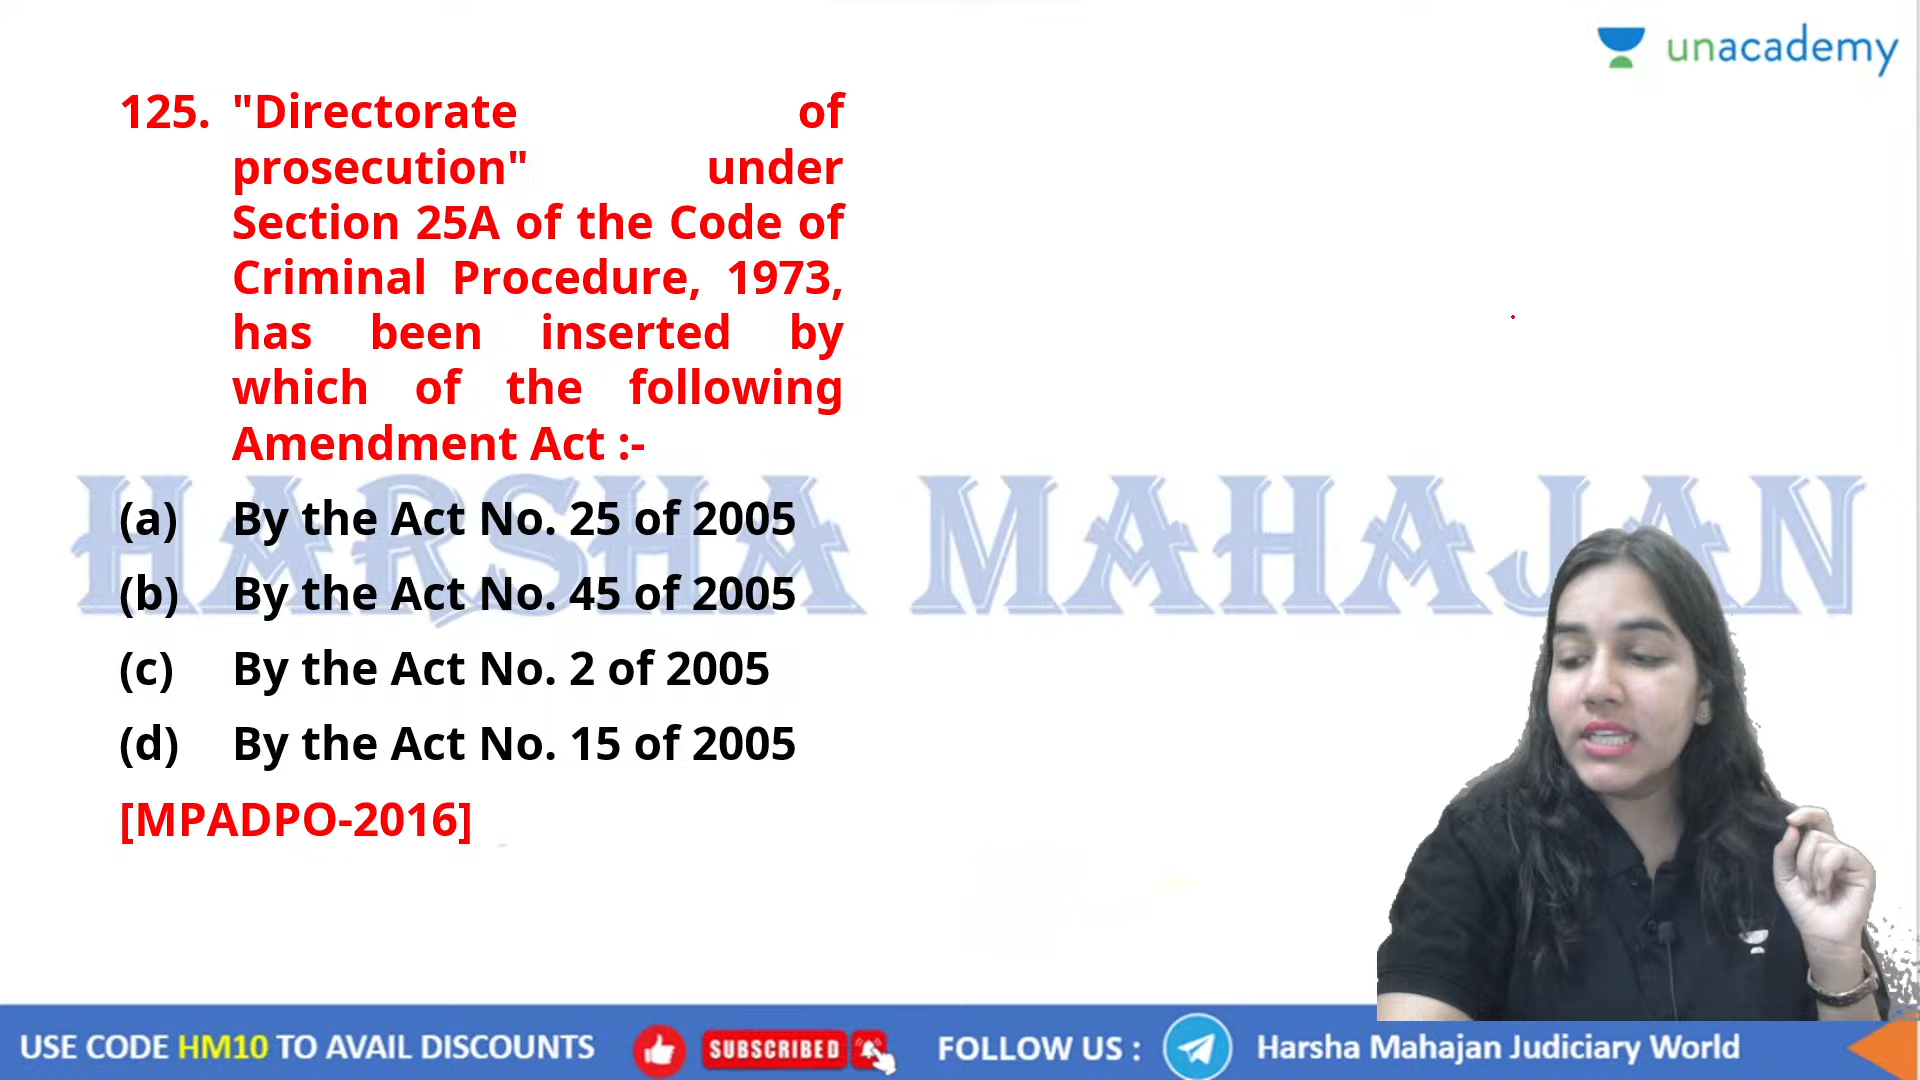 unacademy
125. "Directorate of
prosecution" under
Section 25A of the Code of
Criminal Procedure, 1973,
has been inserted by
which of the following
Amendment Act :-
HARSHA MAHAJAN
(a) By the Act No. 25 of 2005
(b) By the Act No. 45 of 2005
(c) By the Act No. 2 of 2005
(d) By the Act No. 15 of 2005
[MPADPO-2016]
USE CODE HM10 TO AVAIL DISCOUNTS
SUBSCRIBED
FOLLOW US :
Harsha Mahajan Judiciary World